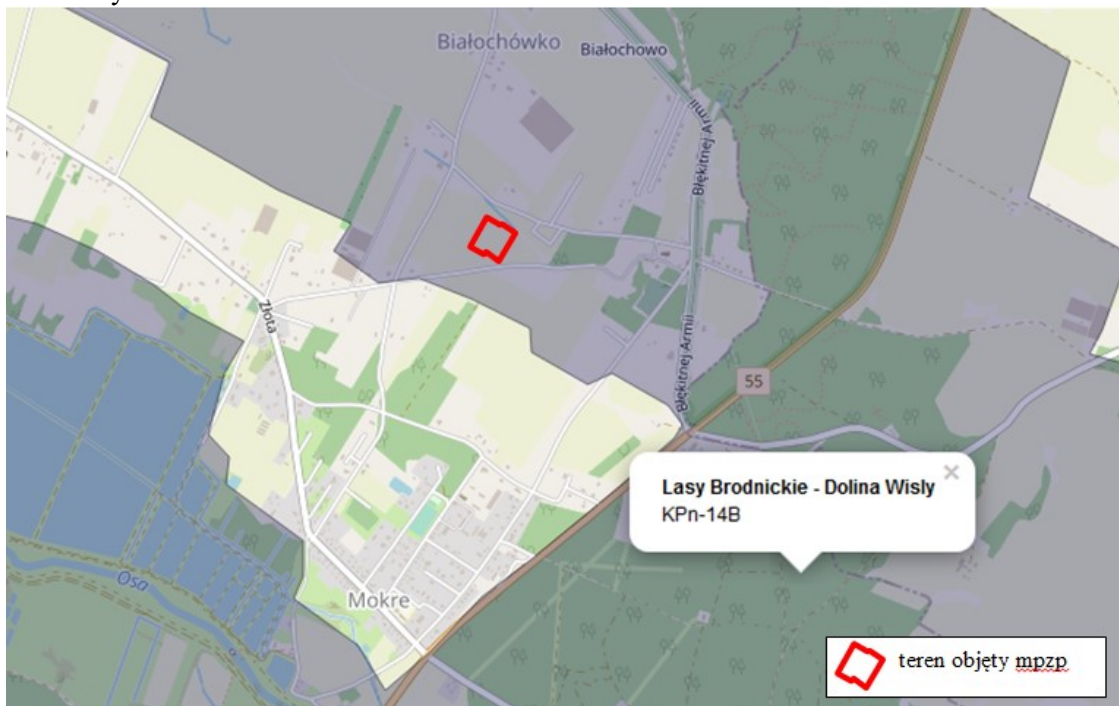 Białochówko
Białochowo
Błękitnej Armii
Złota
Błękitnej Armii
55
Lasy Brodnickie - Dolina Wisly
KPn-14B
×
Osa
Mokre
teren objęty mpzp